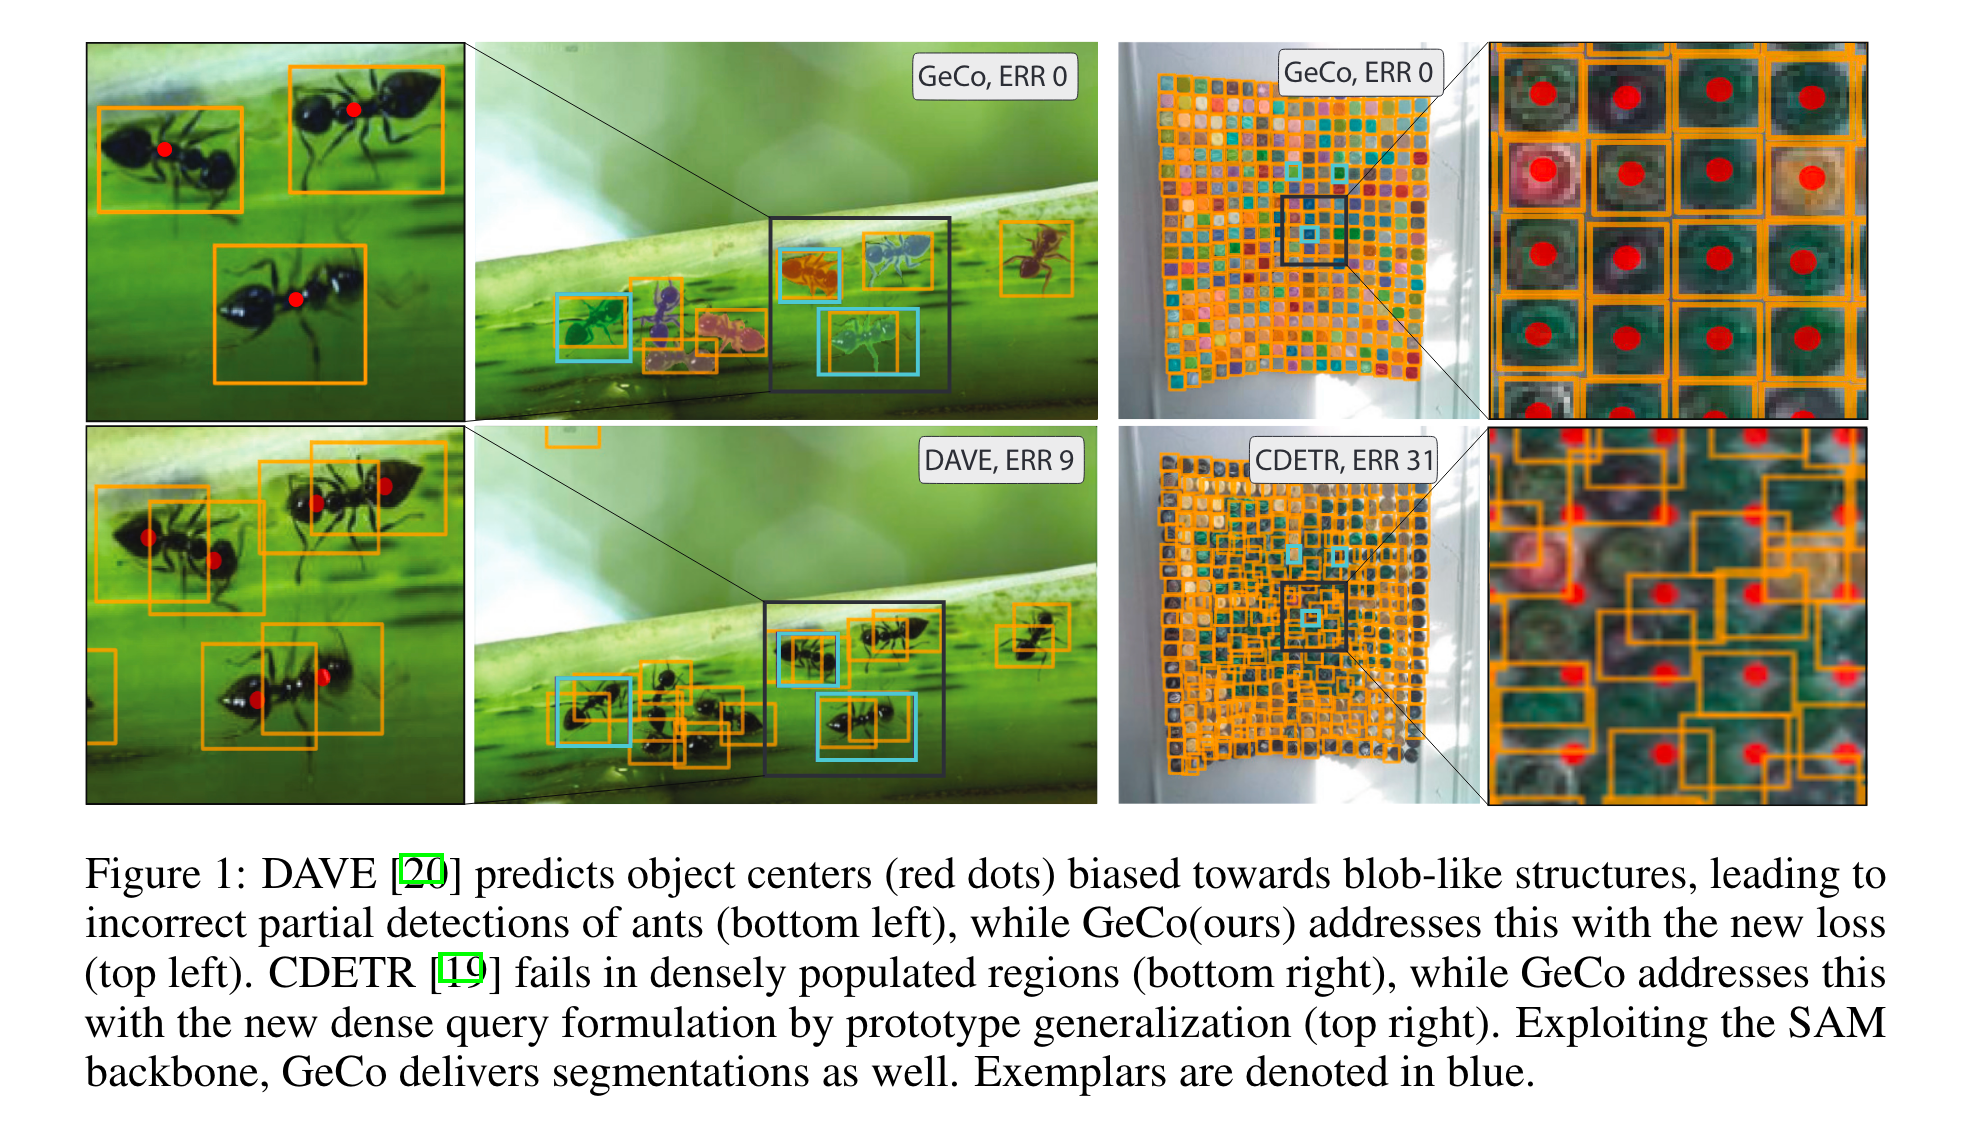 GeCo, ERR 0
GeCo, ERR 0
DAVE, ERR 9
CDETR, ERR 31
Figure 1: DAVE [20] predicts object centers (red dots) biased towards blob-like structures, leading to
incorrect partial detections of ants (bottom left), while GeCo(ours) addresses this with the new loss
(top left). CDETR [19] fails in densely populated regions (bottom right), while GeCo addresses this
with the new dense query formulation by prototype generalization (top right). Exploiting the SAM
backbone, GeCo delivers segmentations as well. Exemplars are denoted in blue.